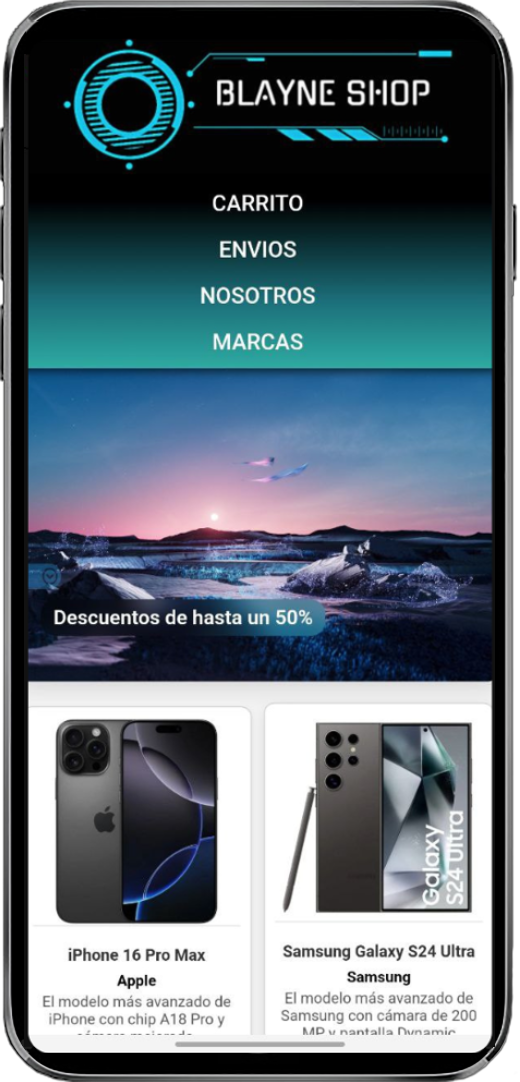 BLAYNE SHOP
CARRITO
ENVIOS
NOSOTROS
MARCAS
Descuentos de hasta un 50%
Galaxy
S24 Ultra
iPhone 16 Pro Max
Apple
El modelo más avanzado de
iPhone con chip A18 Pro y
cámara mejorada
Samsung Galaxy S24 Ultra
Samsung
El modelo más avanzado de
Samsung con cámara de 200
MP y pantalla Dynamic